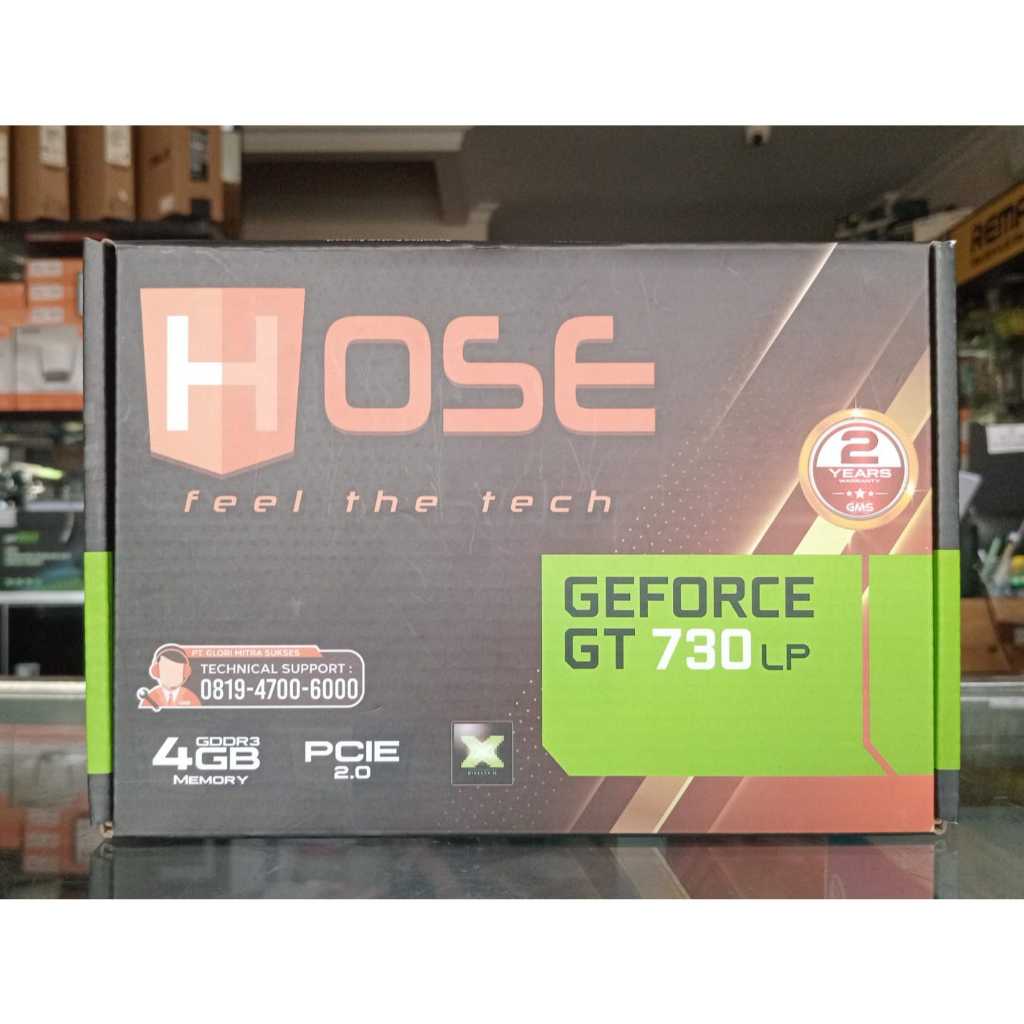 HOSE
feel the tech
2
YEARS
WARRANTY
GMS
GEFORCE
GT 730 LP
PT. GLORI MITRA SUKSES
TECHNICAL SUPPORT :
0819-4700-6000
4GB GDDR3
MEMORY
PCIE
2.0
X
REMA